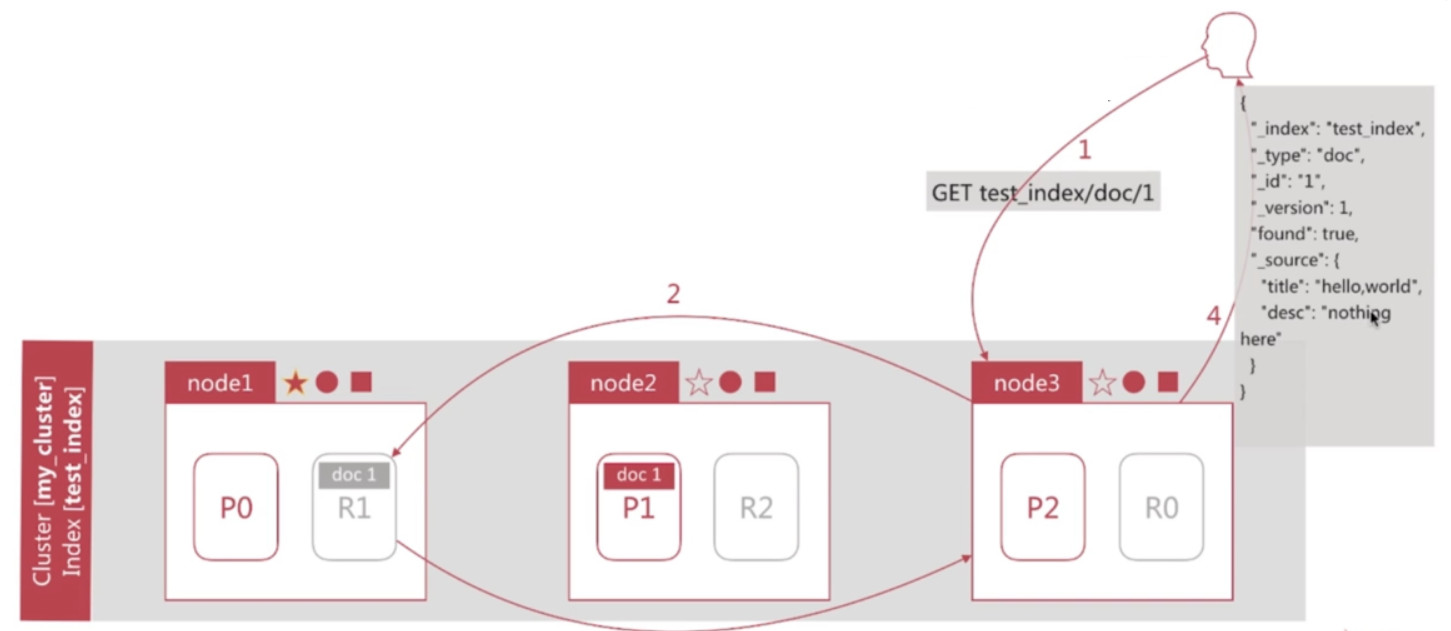 1
GET test_index/doc/1
{
"_index": "test_index",
"_type": "doc",
"_id": "1",
"_version": 1,
"found": true,
"_source": {
"title": "hello,world",
"desc": "nothing
here"
}
}
2
4
Cluster [my_cluster]
Index [test_index]
node1
node2
node3
doc 1
P0
R1
doc 1
P1
R2
P2
R0